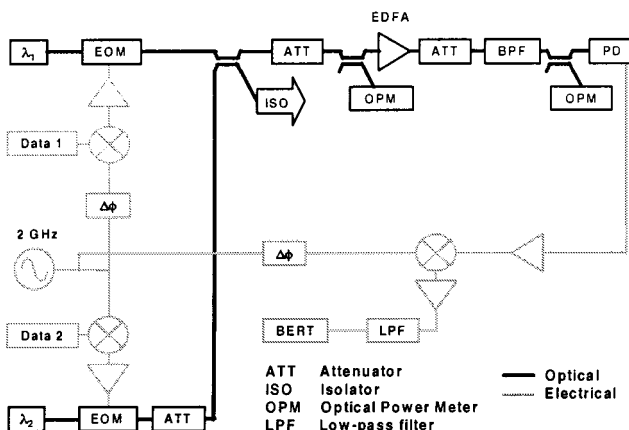 EDFA
λ1 EOM ATT ATT BPF PD
ISO OPM OPM
Data 1
Δϕ
2 GHz
Δϕ
Data 2
BERT LPF
ATT Attenuator
ISO Isolator
OPM Optical Power Meter
LPF Low-pass filter
Optical
Electrical
λ2 EOM ATT